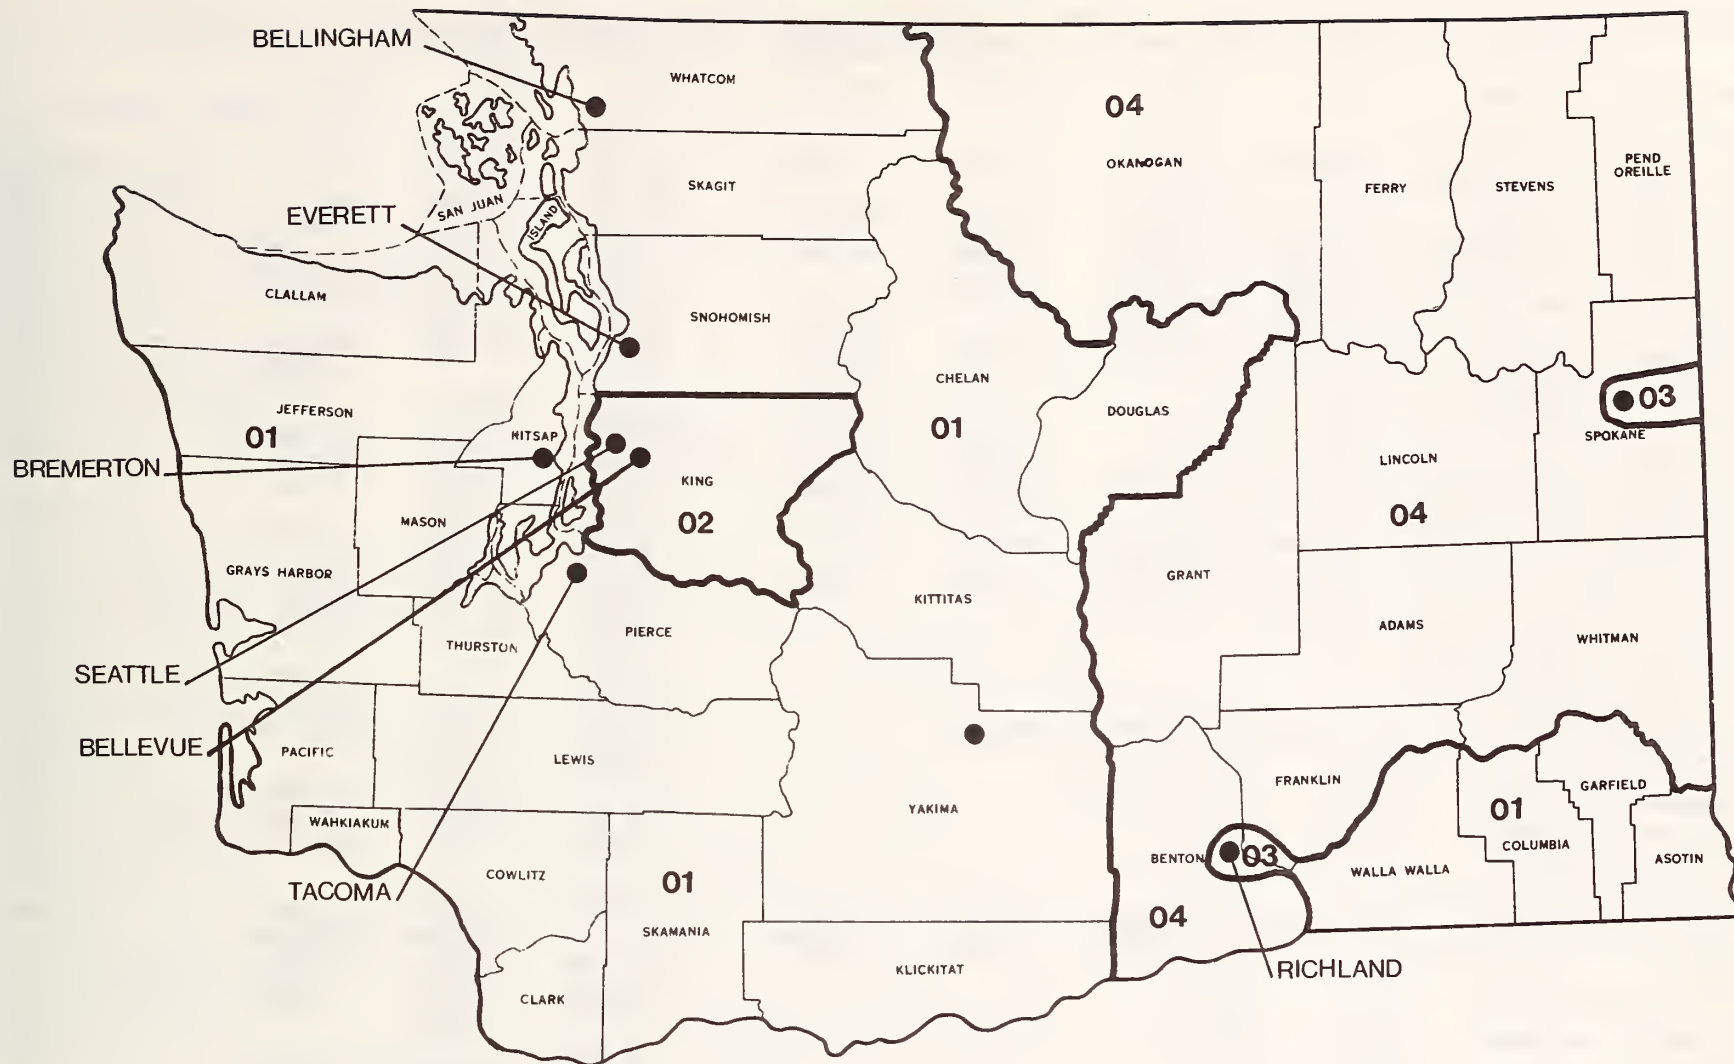 BELLINGHAM
WHATCOM
04
OKANOGAN
FERRY
STEVENS
PEND
OREILLE
SKAGIT
SAN JUAN
ISLAND
EVERETT
CLALLAM
SNOHOMISH
CHELAN
01
DOUGLAS
03
SPOKANE
JEFFERSON
01
HITSAP
BREMERTON
KING
02
LINCOLN
04
MASON
GRAYS HARBOR
GRANT
KITTITAS
ADAMS
WHITMAN
THURSTON
PIERCE
SEATTLE
BELLEVUE
PACIFIC
LEWIS
YAKIMA
FRANKLIN
GARFIELD
01
COLUMBIA
ASOTIN
WAHKIAKUM
BENTON
03
WALLA WALLA
TACOMA
COWLITZ
01
SKAMANIA
04
KLICKITAT
RICHLAND
CLARK